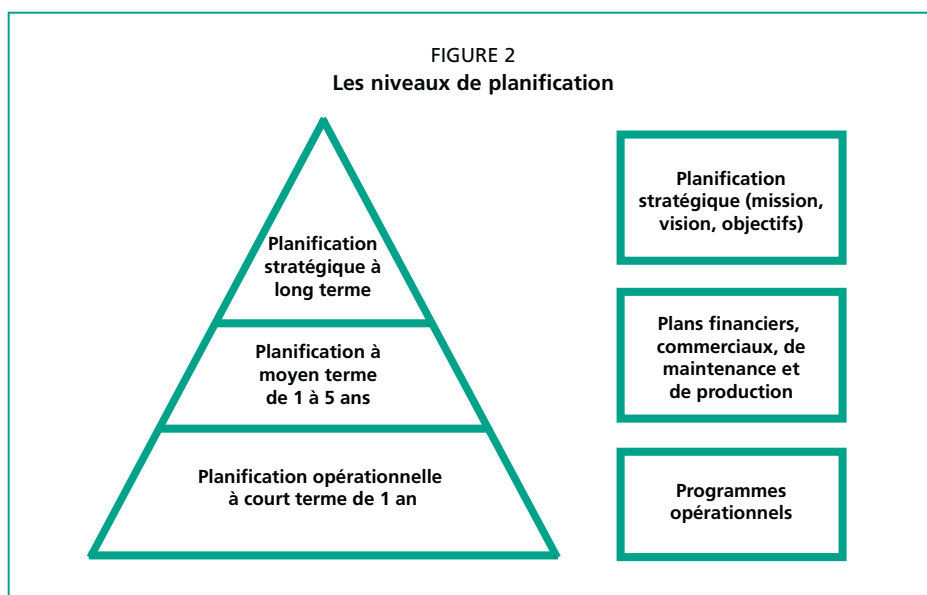 FIGURE 2
Les niveaux de planification
Planification
stratégique à
long terme
Planification à
moyen terme
de 1 à 5 ans
Planification opérationnelle
à court terme de 1 an
Planification
stratégique (mission,
vision, objectifs)
Plans financiers,
commerciaux, de
maintenance et
de production
Programmes
opérationnels